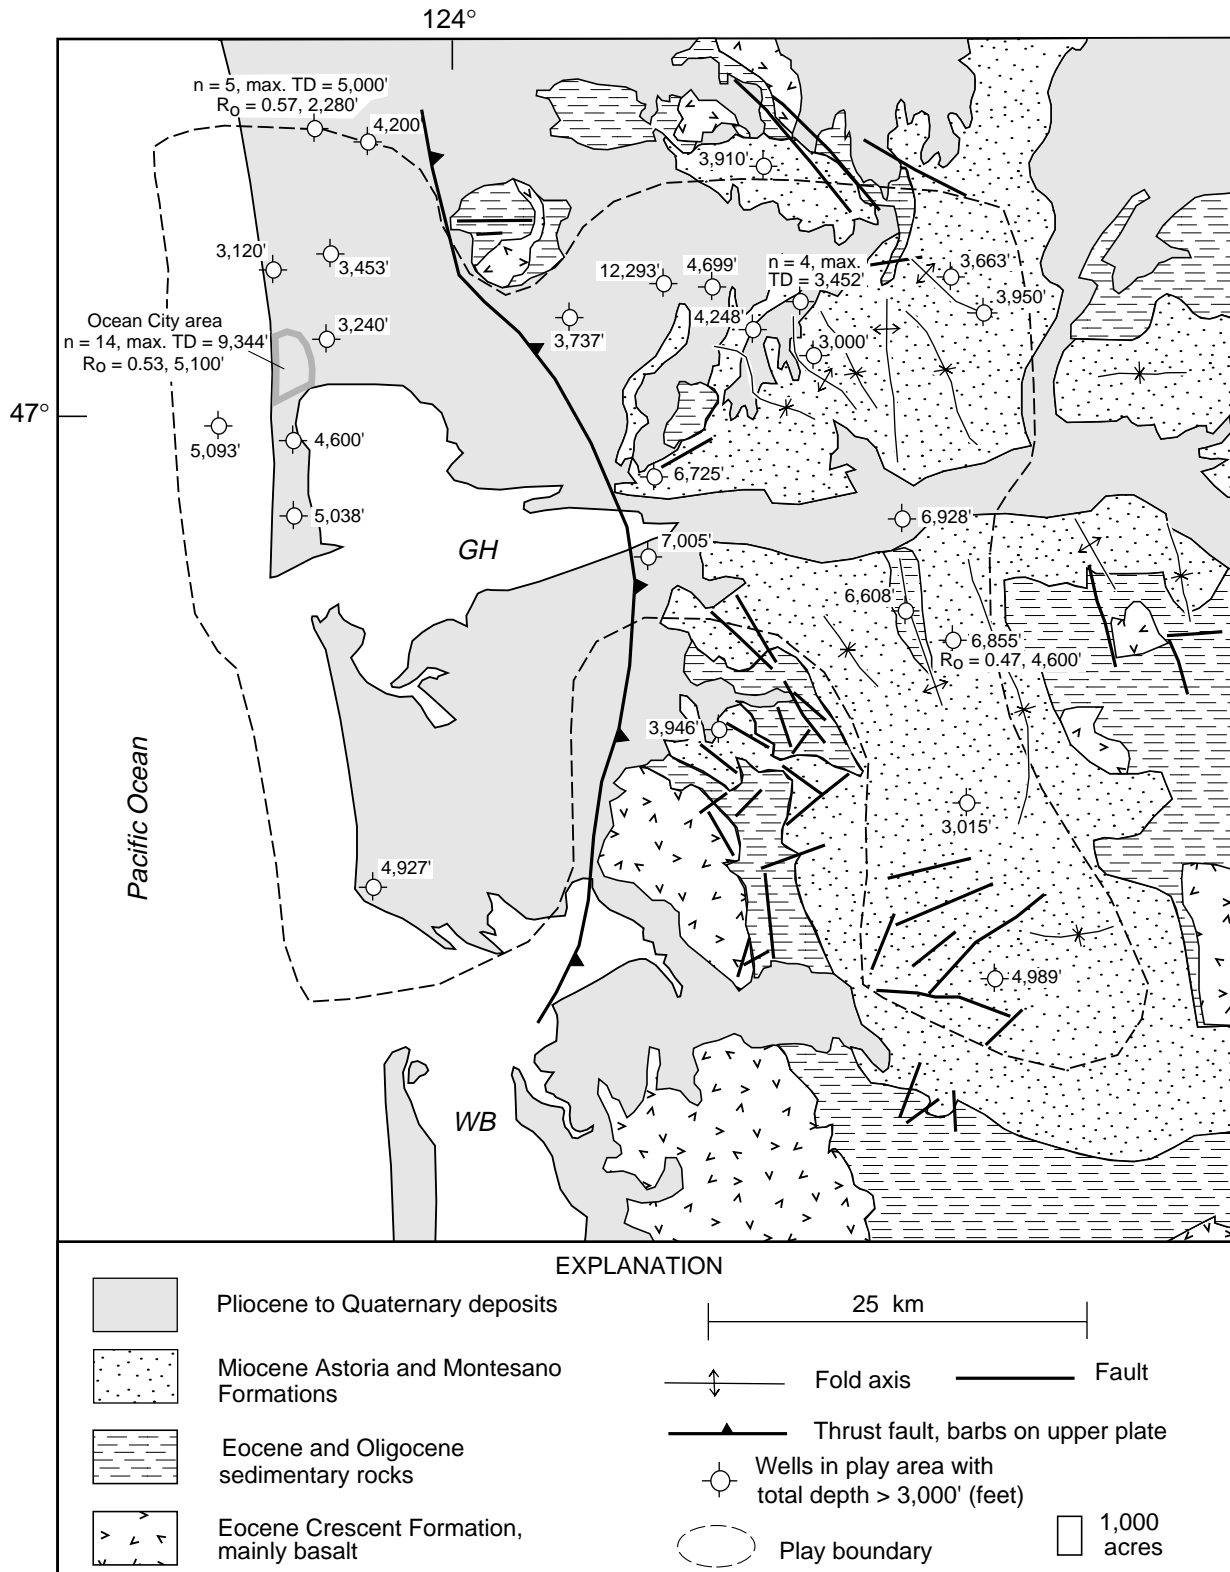 124°
n = 5, max. TD = 5,000'
Ro = 0.57, 2,280'
4,200'
3,910'
3,120'
3,453'
12,293'
4,699'
n = 4, max.
TD = 3,452'
3,663'
3,950'
Ocean City area
n = 14, max. TD = 9,344'
Ro = 0.53, 5,100'
3,240'
3,737'
4,248'
3,000'
47°
5,093'
4,600'
6,725'
5,038'
GH
6,928'
7,005'
6,608'
6,855'
Ro = 0.47, 4,600'
3,946'
Pacific Ocean
3,015'
4,927'
4,989'
WB
EXPLANATION
Pliocene to Quaternary deposits
Miocene Astoria and Montesano
Formations
Eocene and Oligocene
sedimentary rocks
Eocene Crescent Formation,
mainly basalt
25 km
Fold axis
Fault
Thrust fault, barbs on upper plate
Wells in play area with
total depth > 3,000' (feet)
Play boundary
1,000
acres